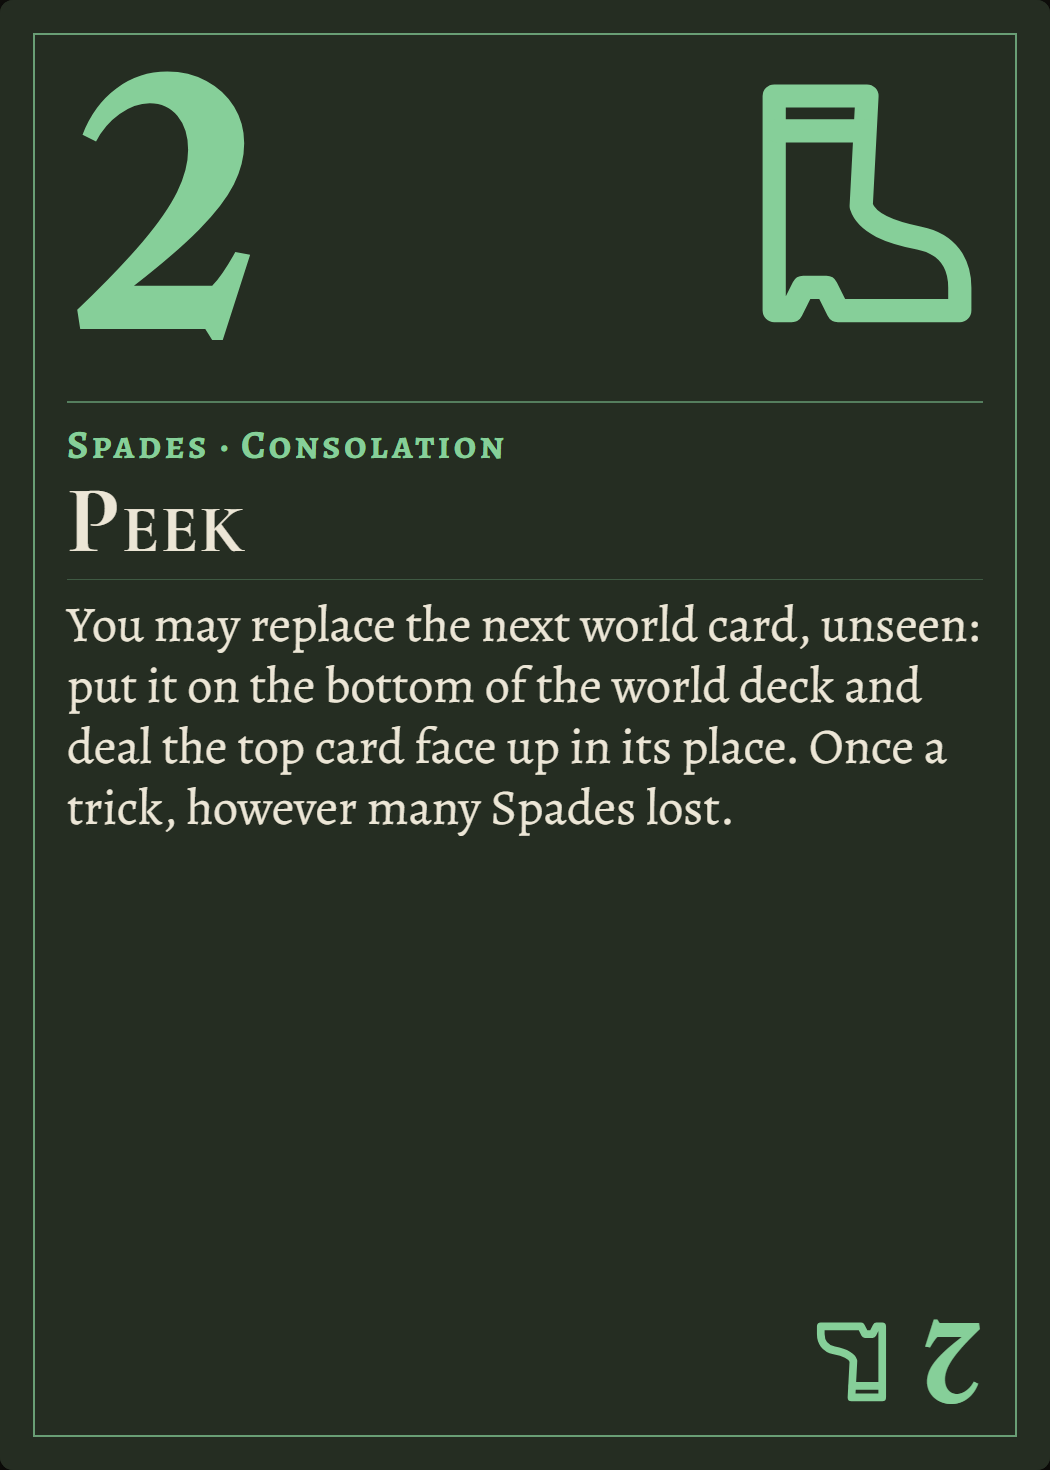 2
Spades · Consolation
Peek
You may replace the next world card, unseen:
put it on the bottom of the world deck and
deal the top card face up in its place. Once a
trick, however many Spades lost.
2